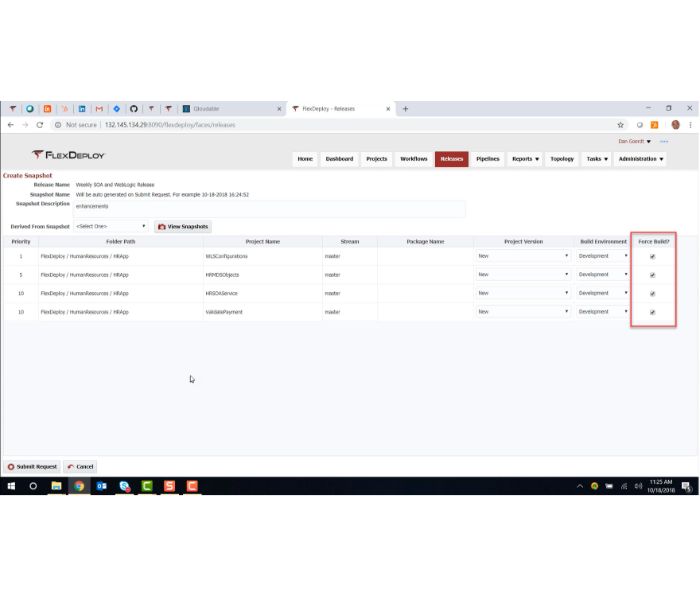 Qloudable
FlexDeploy - Releases
Not secure | 132.145.134.29:8090/flexdeploy/faces/releases
Dan Goerdt
FLEXDEPLOY
Home Dashboard Projects Workflows Releases Pipelines Reports Topology Tasks Administration
Create Snapshot
Release Name Weekly SOA and WebLogic Release
Snapshot Name Will be auto generated on Submit Request. For example 10-18-2018 16:24:52
Snapshot Description enhancements
Derived From Snapshot <Select One> View Snapshots
Priority Folder Path Project Name Stream Package Name Project Version Build Environment Force Build?
1 FlexDeploy / HumanResources / HRApp WLSConfigurations master New Development
5 FlexDeploy / HumanResources / HRApp HRMDSObjects master New Development
10 FlexDeploy / HumanResources / HRApp HRSOAService master New Development
10 FlexDeploy / HumanResources / HRApp ValidatePayment master New Development
Submit Request Cancel
11:25 AM
10/18/2018